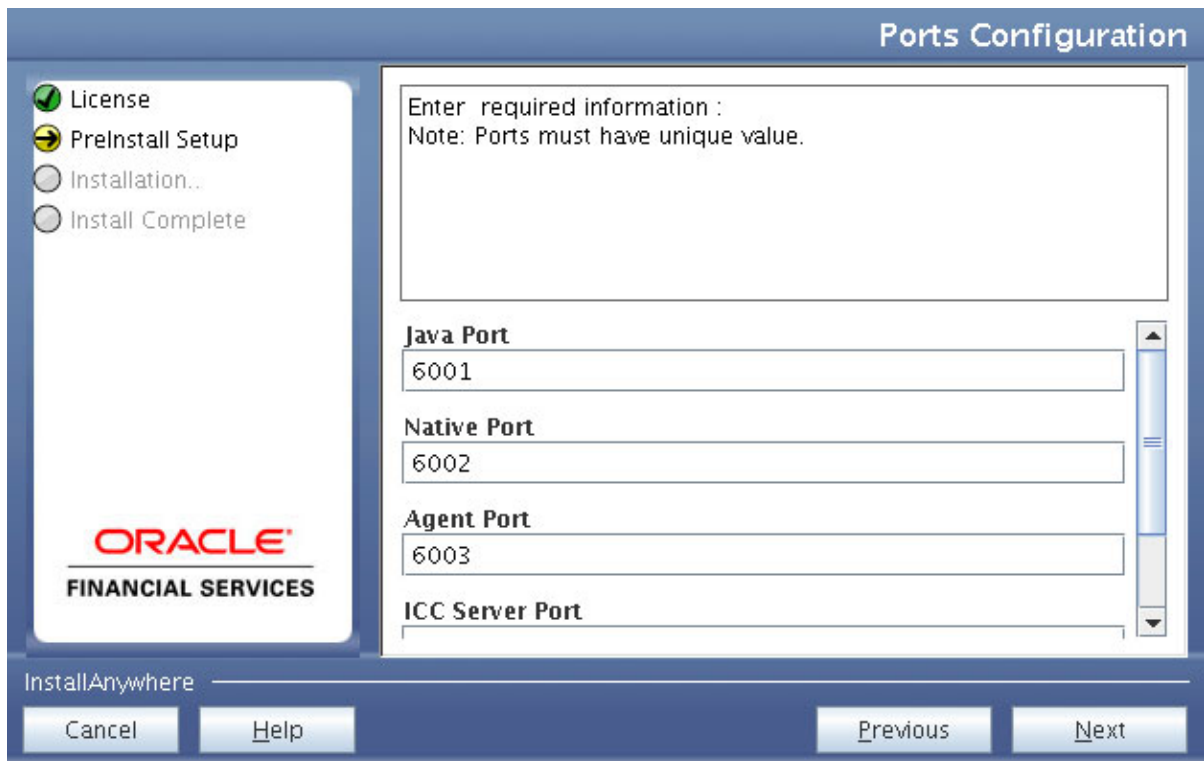 Ports Configuration
License
PreInstall Setup
Installation..
Install Complete
ORACLE
FINANCIAL SERVICES
Enter required information :
Note: Ports must have unique value.
Java Port
6001
Native Port
6002
Agent Port
6003
ICC Server Port
InstallAnywhere
Cancel
Help
Previous
Next